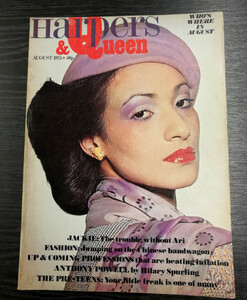 Harpers
& Queen
AUGUST 1975 • 50p
WHO'S
WHERE
IN
AUGUST
JACKIE: The trouble without Ari
FASHION: Jumping on the Chinese bandwagon
UP & COMING PROFESSIONS that are beating inflation
ANTHONY POWELL by Hilary Spurling
THE PRE-TEENS: Your little freak is one of many